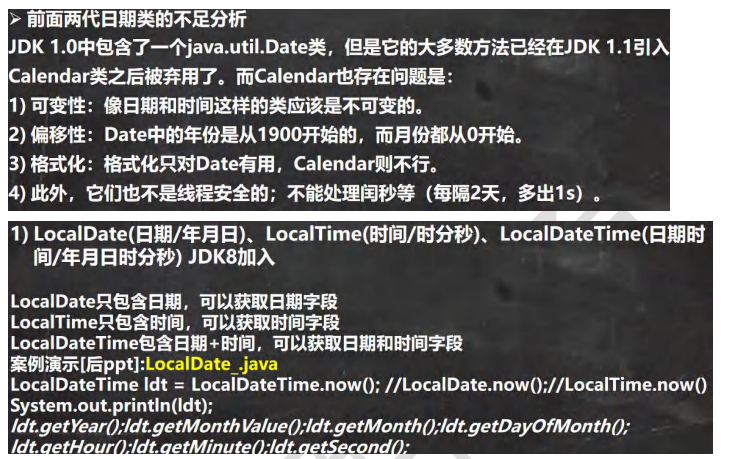 ➢ 前面两代日期类的不足分析
JDK 1.0中包含了一个java.util.Date类，但是它的大多数方法已经在JDK 1.1引入
Calendar类之后被弃用了。而Calendar也存在问题是：
1) 可变性：像日期和时间这样的类应该是不可变的。
2) 偏移性：Date中的年份是从1900开始的，而月份都从0开始。
3) 格式化：格式化只对Date有用，Calendar则不行。
4) 此外，它们也不是线程安全的；不能处理闰秒等（每隔2天，多出1s）。
1) LocalDate(日期/年月日)、LocalTime(时间/时分秒)、LocalDateTime(日期时
间/年月日时分秒) JDK8加入
LocalDate只包含日期，可以获取日期字段
LocalTime只包含时间，可以获取时间字段
LocalDateTime包含日期+时间，可以获取日期和时间字段
案例演示[后ppt]:LocalDate_.java
LocalDateTime ldt = LocalDateTime.now(); //LocalDate.now();//LocalTime.now()
System.out.println(ldt);
ldt.getYear();ldt.getMonthValue();ldt.getMonth();ldt.getDayOfMonth();
ldt.getHour();ldt.getMinute();ldt.getSecond();